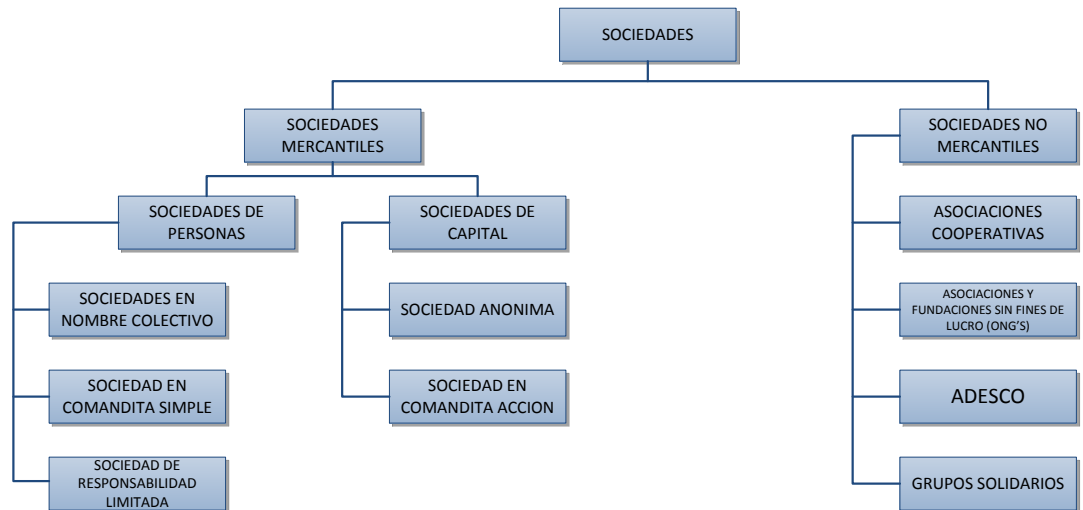 SOCIEDADES
SOCIEDADES
MERCANTILES
SOCIEDADES NO
MERCANTILES
SOCIEDADES DE
PERSONAS
SOCIEDADES DE
CAPITAL
ASOCIACIONES
COOPERATIVAS
SOCIEDADES EN
NOMBRE COLECTIVO
SOCIEDAD ANONIMA
ASOCIACIONES Y
FUNDACIONES SIN FINES DE
LUCRO (ONG’S)
SOCIEDAD EN
COMANDITA SIMPLE
SOCIEDAD EN
COMANDITA ACCION
ADESCO
SOCIEDAD DE
RESPONSABILIDAD
LIMITADA
GRUPOS SOLIDARIOS